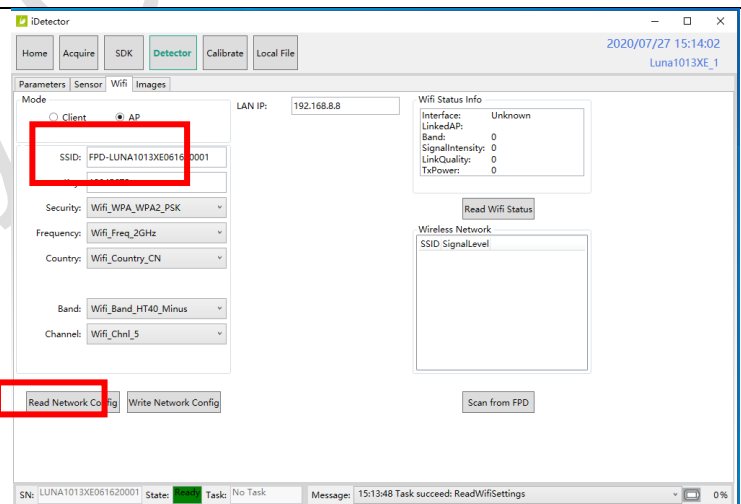 iDetector
Home Acquire SDK Detector Calibrate Local File
2020/07/27 15:14:02
Luna1013XE_1
Parameters Sensor Wifi Images
Mode
Client AP
LAN IP: 192.168.8.8
Wifi Status Info
Interface: Unknown
LinkedAP:
Band: 0
SignalIntensity: 0
LinkQuality: 0
TxPower: 0
SSID: FPD-LUNA1013XE061620001
Security: Wifi_WPA_WPA2_PSK
Read Wifi Status
Frequency: Wifi_Freq_2GHz
Wireless Network
SSID SignalLevel
Country: Wifi_Country_CN
Band: Wifi_Band_HT40_Minus
Channel: Wifi_Chnl_5
Read Network Config Write Network Config
Scan from FPD
SN: LUNA1013XE061620001 State: Ready Task: No Task Message: 15:13:48 Task succeed: ReadWifiSettings 0%